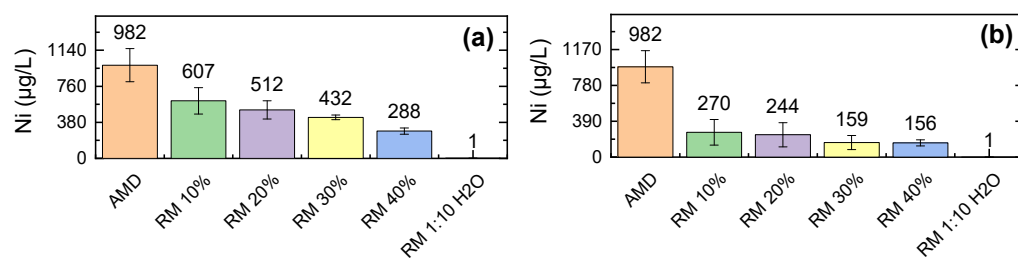 (a)
Ni (µg/L)
1140
760
380
0
982
607
512
432
288
1
AMD
RM 10%
RM 20%
RM 30%
RM 40%
RM 1:10 H2O
(b)
Ni (µg/L)
1170
780
390
0
982
270
244
159
156
1
AMD
RM 10%
RM 20%
RM 30%
RM 40%
RM 1:10 H2O